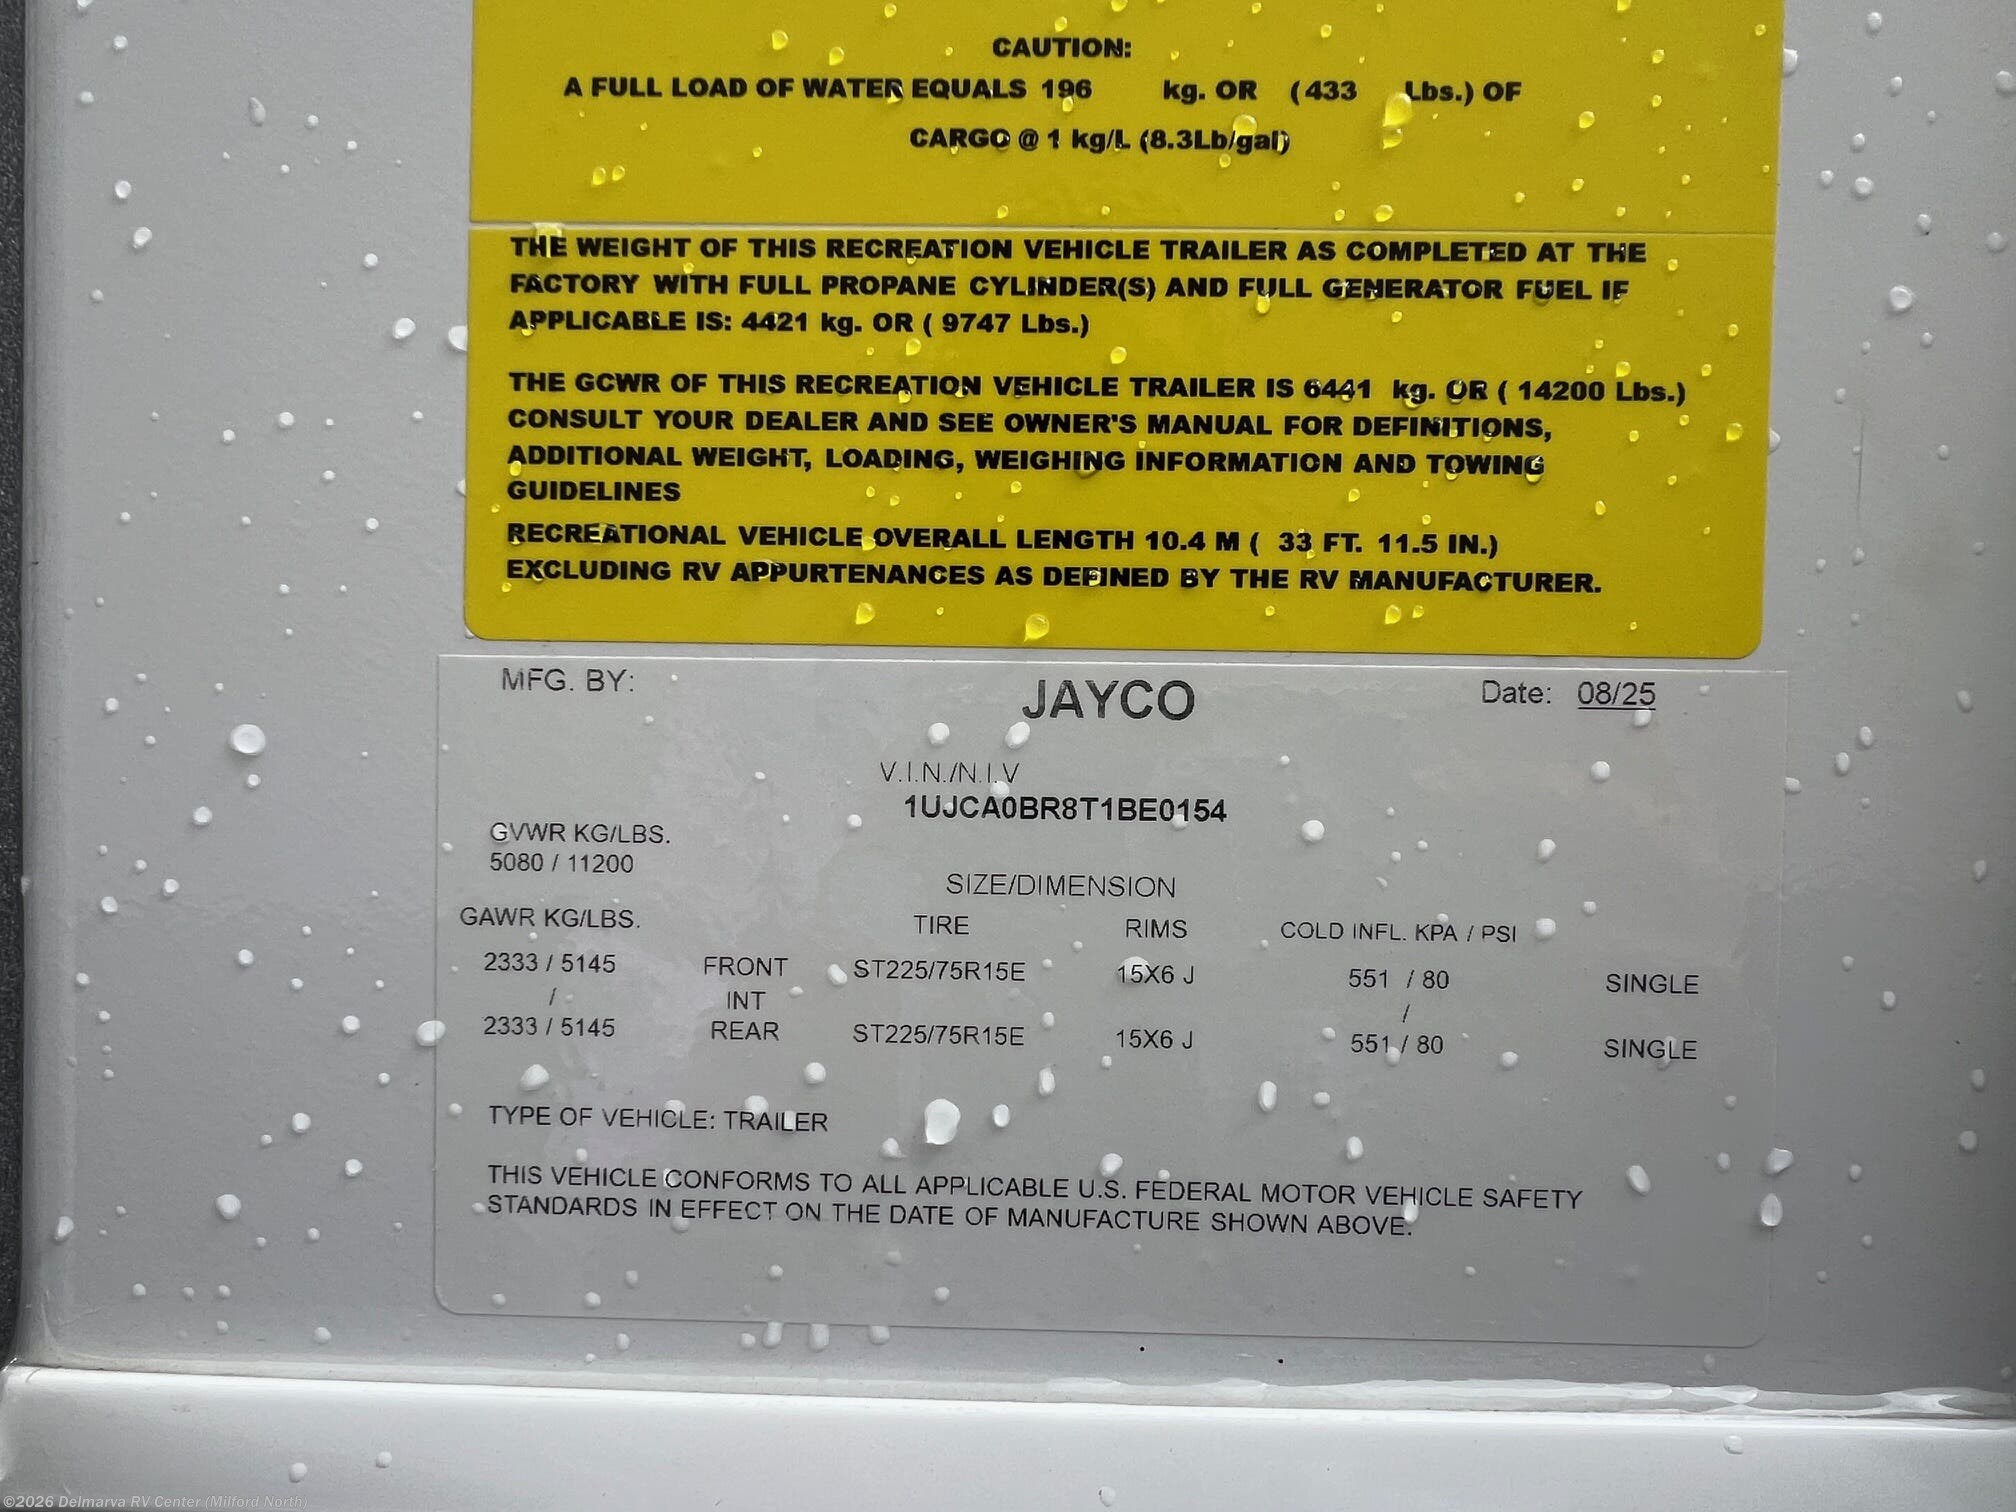 CAUTION:
A FULL LOAD OF WATER EQUALS 196 kg. OR (433 Lbs.) OF
CARGO @ 1 kg/L (8.3Lb/gal)
THE WEIGHT OF THIS RECREATION VEHICLE TRAILER AS COMPLETED AT THE
FACTORY WITH FULL PROPANE CYLINDER(S) AND FULL GENERATOR FUEL IF
APPLICABLE IS: 4421 kg. OR ( 9747 Lbs.)
THE GCWR OF THIS RECREATION VEHICLE TRAILER IS 6441 kg. OR ( 14200 Lbs.)
CONSULT YOUR DEALER AND SEE OWNER'S MANUAL FOR DEFINITIONS,
ADDITIONAL WEIGHT, LOADING, WEIGHING INFORMATION AND TOWING
GUIDELINES
RECREATIONAL VEHICLE OVERALL LENGTH 10.4 M ( 33 FT. 11.5 IN.)
EXCLUDING RV APPURTENANCES AS DEFINED BY THE RV MANUFACTURER.
MFG. BY: JAYCO Date: 08/25
V.I.N./N.I.V
1UJCA0BR8T1BE0154
GVWR KG/LBS.
5080 / 11200
SIZE/DIMENSION
GAWR KG/LBS. TIRE RIMS COLD INFL. KPA / PSI
2333 / 5145 FRONT ST225/75R15E 15X6 J 551 / 80 SINGLE
/ INT /
2333 / 5145 REAR ST225/75R15E 15X6 J 551 / 80 SINGLE
TYPE OF VEHICLE: TRAILER
THIS VEHICLE CONFORMS TO ALL APPLICABLE U.S. FEDERAL MOTOR VEHICLE SAFETY
STANDARDS IN EFFECT ON THE DATE OF MANUFACTURE SHOWN ABOVE.
©2026 Delmarva RV Center (Milford North)